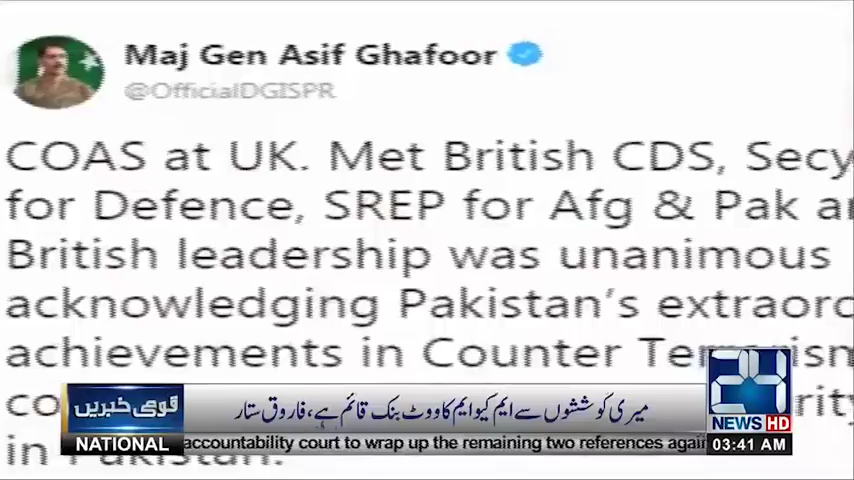 Maj Gen Asif Ghafoor
@OfficialDGISPR
COAS at UK. Met British CDS, Secy
for Defence, SREP for Afg & Pak
British leadership was unanimous
acknowledging Pakistan's
achievements in Counter
in Pakistan.
قومی خبریں
میری کوششوں سے ایم کیو ایم کا ووٹ بنک قائم ہے، فاروق ستار
24
NEWS HD
NATIONAL
accountability court to wrap up the remaining two references
03:41 AM